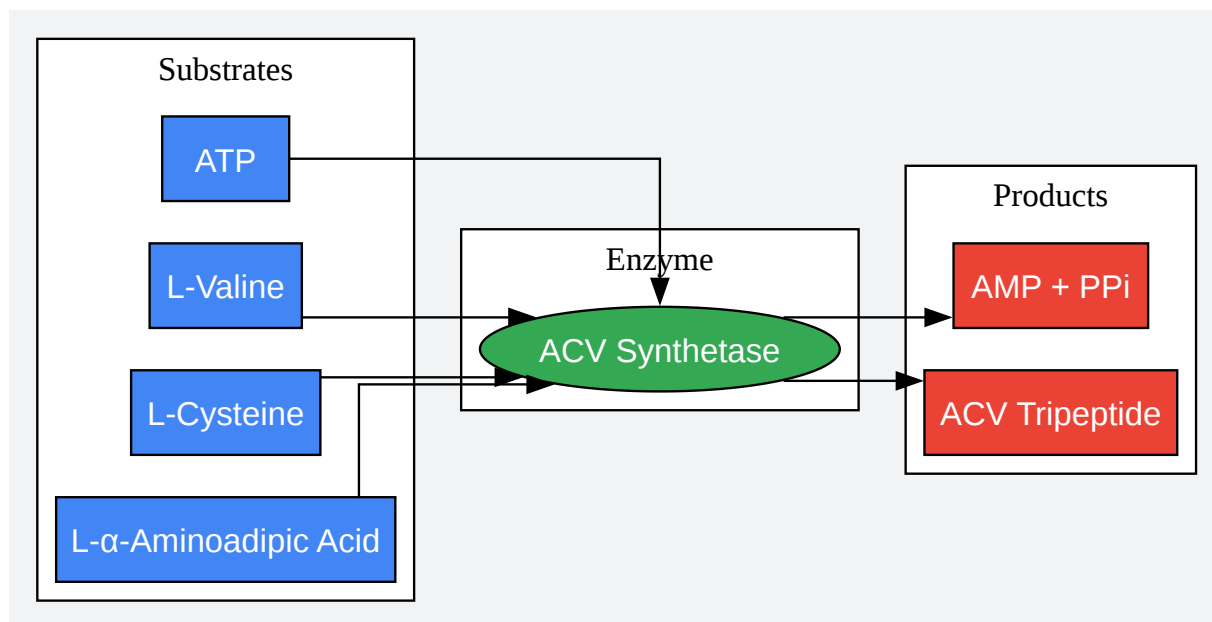 Substrates
ATP
L-Valine
L-Cysteine
L-α-Aminoadipic Acid
Enzyme
ACV Synthetase
Products
AMP + PPi
ACV Tripeptide